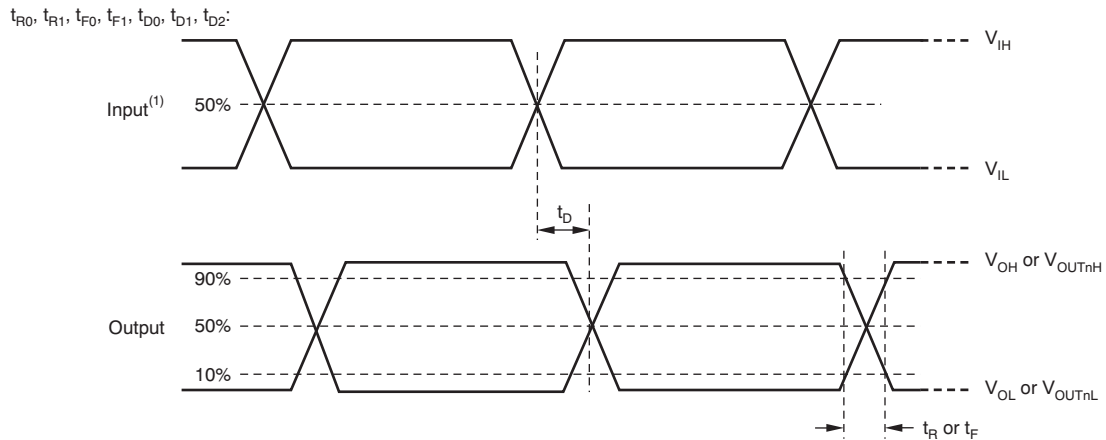 tR0, tR1, tF0, tF1, tD0, tD1, tD2:
VIH
Input(1)
50%
VIL
tD
VOH or VOUTnH
90%
Output
50%
10%
VOL or VOUTnL
tR or tF